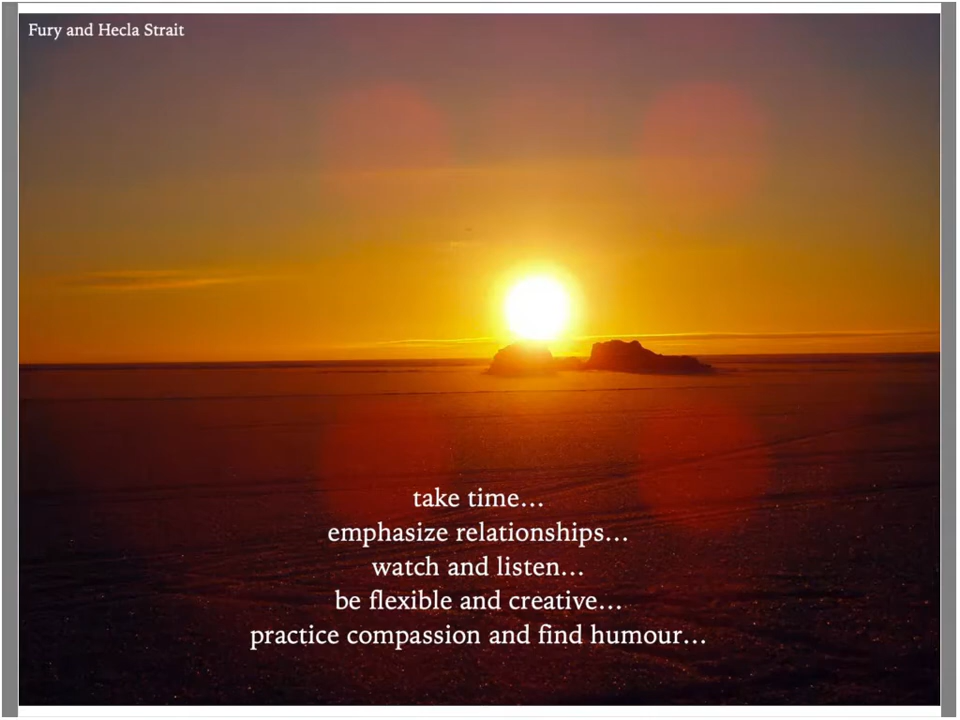 Fury and Hecla Strait
take time...
emphasize relationships...
watch and listen...
be flexible and creative...
practice compassion and find humour...